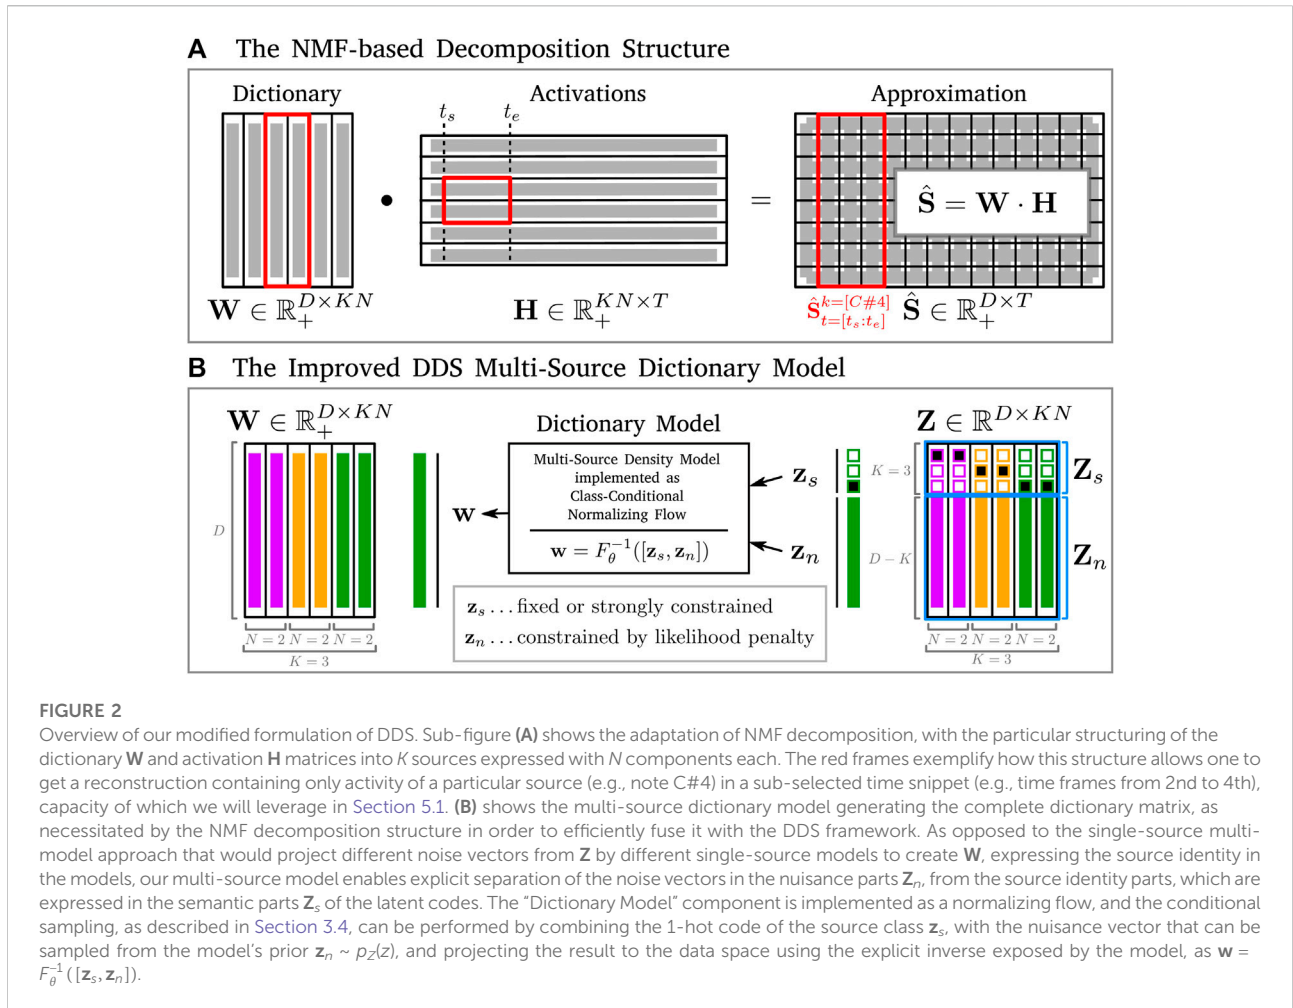 A The NMF-based Decomposition Structure
Dictionary
Activations
Approximation
t_s
t_e
•
=
Ŝ = W · H
W ∈ ℝ₊^{D×KN}
H ∈ ℝ₊^{KN×T}
Ŝ^{k=[C#4]}_{t=[t_s:t_e]}
Ŝ ∈ ℝ₊^{D×T}
B The Improved DDS Multi-Source Dictionary Model
W ∈ ℝ₊^{D×KN}
Dictionary Model
Z ∈ ℝ^{D×KN}
Multi-Source Density Model
implemented as
Class-Conditional
Normalizing Flow
w = F_θ^{-1}([z_s, z_n])
w
z_s
z_n
D
K = 3
D − K
Z_s
Z_n
z_s ...fixed or strongly constrained
z_n ...constrained by likelihood penalty
N = 2 N = 2 N = 2
K = 3
N = 2 N = 2 N = 2
K = 3
FIGURE 2
Overview of our modified formulation of DDS. Sub-figure (A) shows the adaptation of NMF decomposition, with the particular structuring of the
dictionary W and activation H matrices into K sources expressed with N components each. The red frames exemplify how this structure allows one to
get a reconstruction containing only activity of a particular source (e.g., note C#4) in a sub-selected time snippet (e.g., time frames from 2nd to 4th),
capacity of which we will leverage in Section 5.1. (B) shows the multi-source dictionary model generating the complete dictionary matrix, as
necessitated by the NMF decomposition structure in order to efficiently fuse it with the DDS framework. As opposed to the single-source multi-
model approach that would project different noise vectors from Z by different single-source models to create W, expressing the source identity in
the models, our multi-source model enables explicit separation of the noise vectors in the nuisance parts Z_n, from the source identity parts, which are
expressed in the semantic parts Z_s of the latent codes. The “Dictionary Model” component is implemented as a normalizing flow, and the conditional
sampling, as described in Section 3.4, can be performed by combining the 1-hot code of the source class z_s, with the nuisance vector that can be
sampled from the model’s prior z_n ~ p_Z(z), and projecting the result to the data space using the explicit inverse exposed by the model, as w =
F_θ^{-1}([z_s, z_n]).